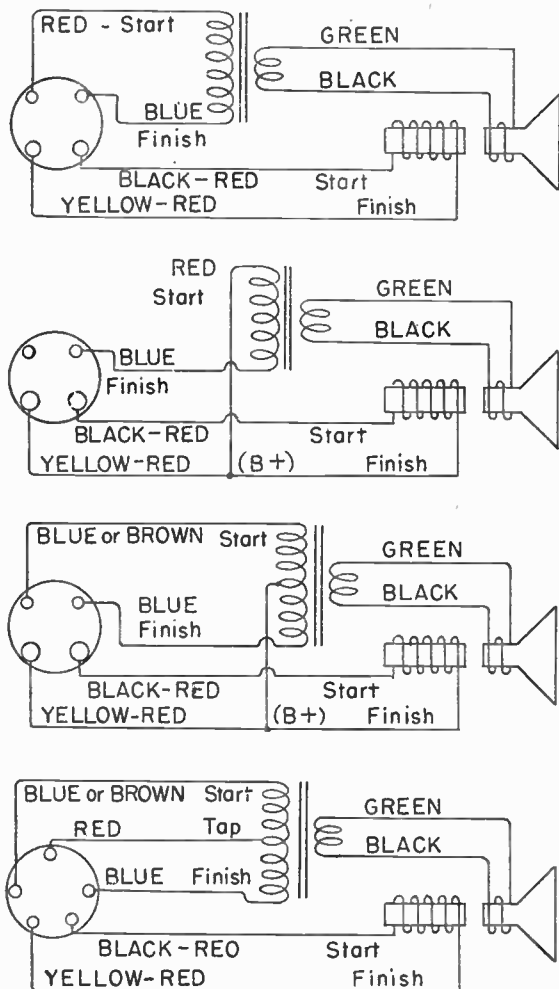 RED - Start
GREEN
BLACK
BLUE
Finish
BLACK-RED Start
YELLOW-RED Finish
RED
Start
GREEN
BLACK
BLUE
Finish
BLACK-RED Start
YELLOW-RED (B+) Finish
BLUE or BROWN Start
GREEN
BLACK
BLUE
Finish
BLACK-RED Start
YELLOW-RED (B+) Finish
BLUE or BROWN Start
GREEN
RED Tap
BLACK
BLUE Finish
BLACK-REO Start
YELLOW-RED Finish